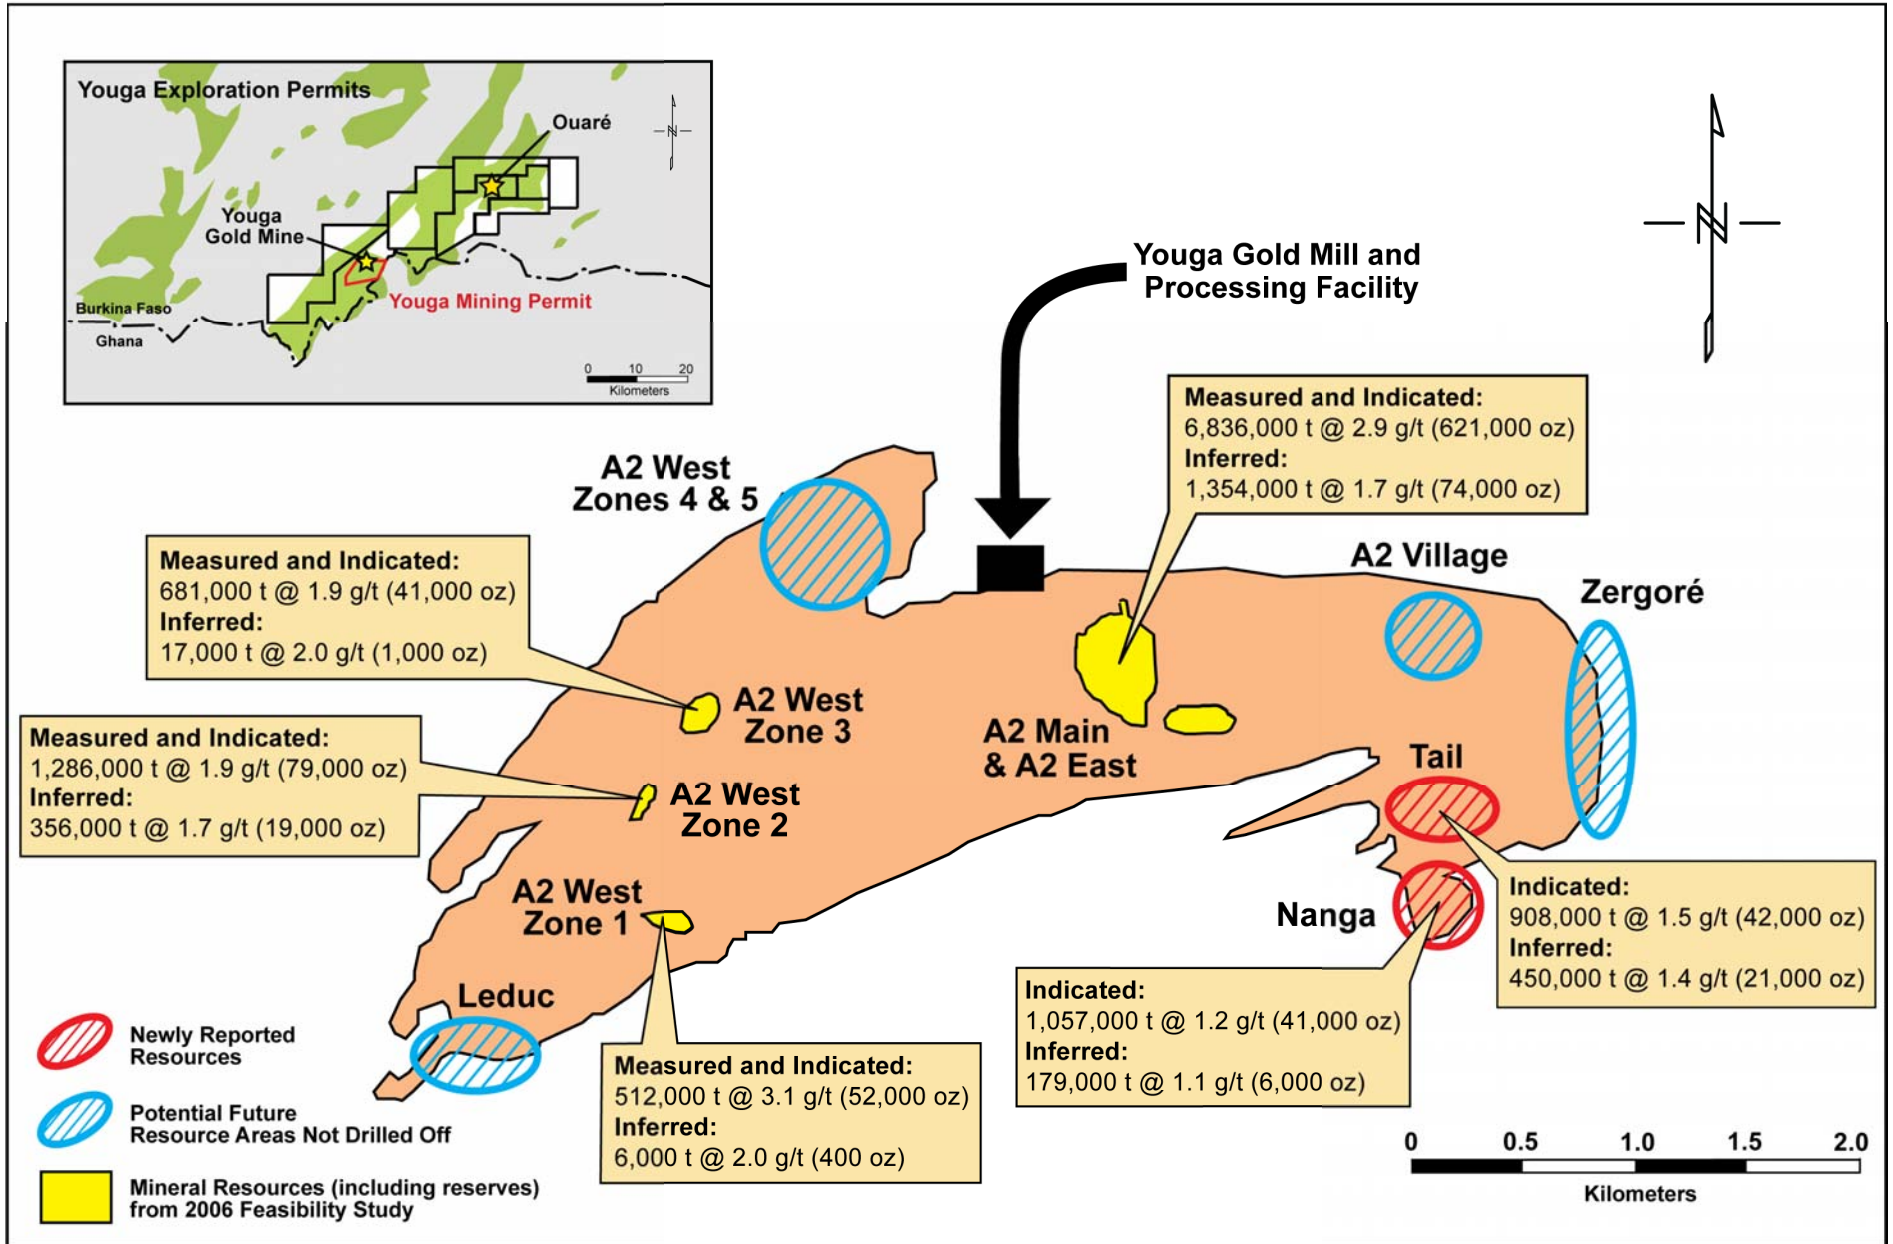 Youga Exploration Permits
Ouaré
N
Youga
Gold Mine
Youga Mining Permit
Burkina Faso
Ghana
0 10 20
Kilometers
N
Youga Gold Mill and
Processing Facility
Measured and Indicated:
6,836,000 t @ 2.9 g/t (621,000 oz)
Inferred:
1,354,000 t @ 1.7 g/t (74,000 oz)
A2 West
Zones 4 & 5
Measured and Indicated:
681,000 t @ 1.9 g/t (41,000 oz)
Inferred:
17,000 t @ 2.0 g/t (1,000 oz)
A2 Village
Zergoré
A2 West
Zone 3
A2 Main
& A2 East
Tail
Measured and Indicated:
1,286,000 t @ 1.9 g/t (79,000 oz)
Inferred:
356,000 t @ 1.7 g/t (19,000 oz)
A2 West
Zone 2
A2 West
Zone 1
Nanga
Indicated:
908,000 t @ 1.5 g/t (42,000 oz)
Inferred:
450,000 t @ 1.4 g/t (21,000 oz)
Leduc
Indicated:
1,057,000 t @ 1.2 g/t (41,000 oz)
Inferred:
179,000 t @ 1.1 g/t (6,000 oz)
Measured and Indicated:
512,000 t @ 3.1 g/t (52,000 oz)
Inferred:
6,000 t @ 2.0 g/t (400 oz)
Newly Reported
Resources
Potential Future
Resource Areas Not Drilled Off
Mineral Resources (including reserves)
from 2006 Feasibility Study
0 0.5 1.0 1.5 2.0
Kilometers